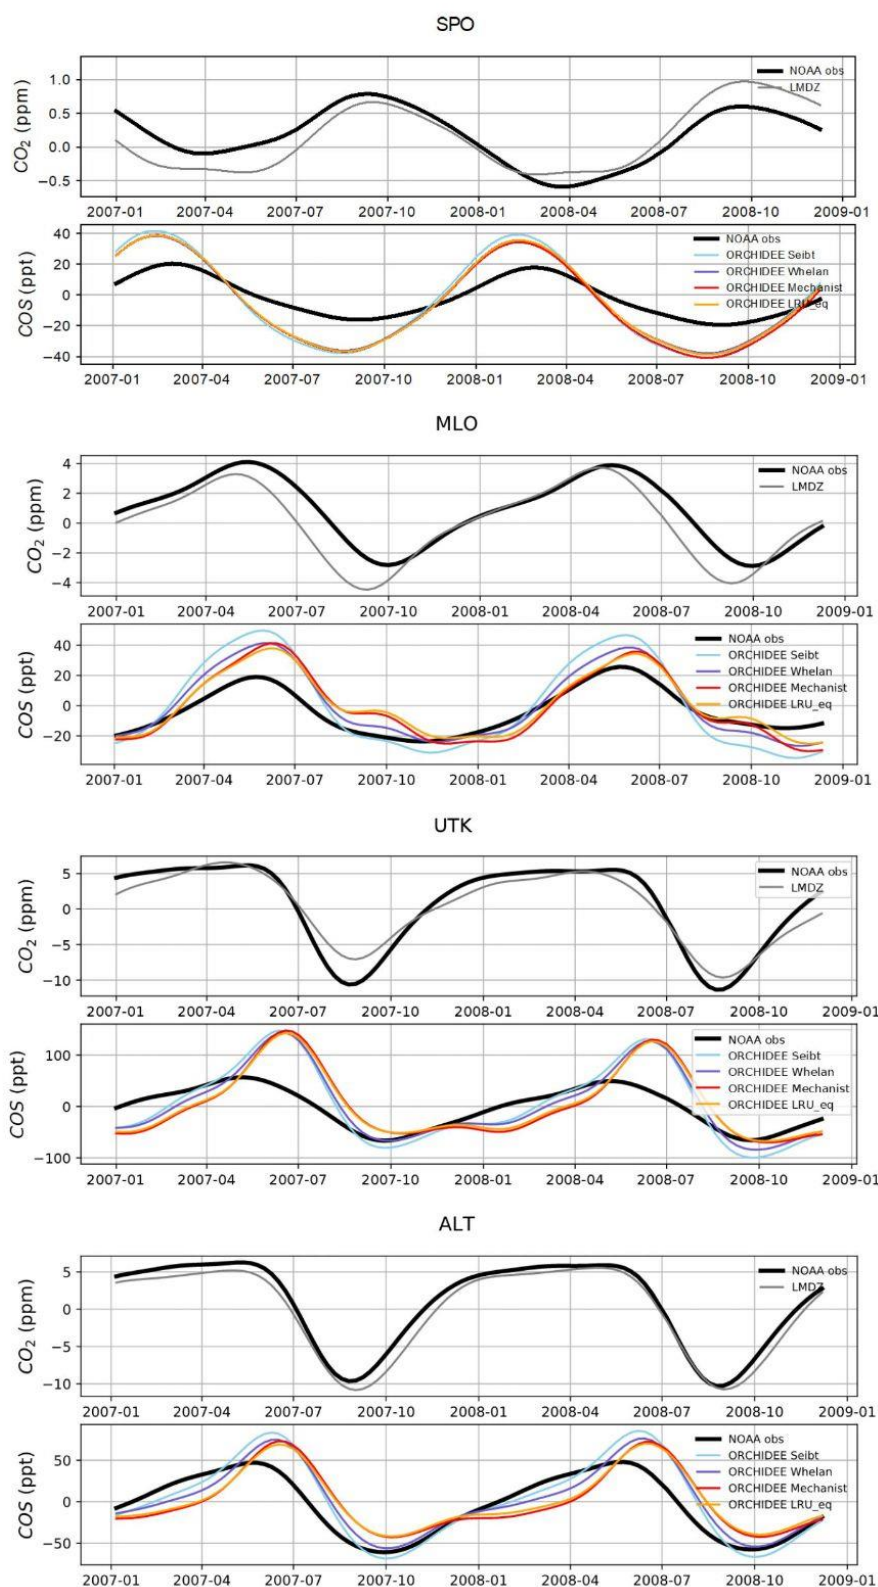 SPO
CO2 (ppm)
1.0
0.5
0.0
−0.5
NOAA obs
LMDZ
2007-01 2007-04 2007-07 2007-10 2008-01 2008-04 2008-07 2008-10 2009-01
COS (ppt)
40
20
0
−20
−40
NOAA obs
ORCHIDEE Seibt
ORCHIDEE Whelan
ORCHIDEE Mechanist
ORCHIDEE LRU_eq
2007-01 2007-04 2007-07 2007-10 2008-01 2008-04 2008-07 2008-10 2009-01
MLO
CO2 (ppm)
4
2
0
−2
−4
NOAA obs
LMDZ
2007-01 2007-04 2007-07 2007-10 2008-01 2008-04 2008-07 2008-10 2009-01
COS (ppt)
40
20
0
−20
NOAA obs
ORCHIDEE Seibt
ORCHIDEE Whelan
ORCHIDEE Mechanist
ORCHIDEE LRU_eq
2007-01 2007-04 2007-07 2007-10 2008-01 2008-04 2008-07 2008-10 2009-01
UTK
CO2 (ppm)
5
0
−5
−10
NOAA obs
LMDZ
2007-01 2007-04 2007-07 2007-10 2008-01 2008-04 2008-07 2008-10 2009-01
COS (ppt)
100
0
−100
NOAA obs
ORCHIDEE Seibt
ORCHIDEE Whelan
ORCHIDEE Mechanist
ORCHIDEE LRU_eq
2007-01 2007-04 2007-07 2007-10 2008-01 2008-04 2008-07 2008-10 2009-01
ALT
CO2 (ppm)
5
0
−5
−10
NOAA obs
LMDZ
2007-01 2007-04 2007-07 2007-10 2008-01 2008-04 2008-07 2008-10 2009-01
COS (ppt)
50
0
−50
NOAA obs
ORCHIDEE Seibt
ORCHIDEE Whelan
ORCHIDEE Mechanist
ORCHIDEE LRU_eq
2007-01 2007-04 2007-07 2007-10 2008-01 2008-04 2008-07 2008-10 2009-01